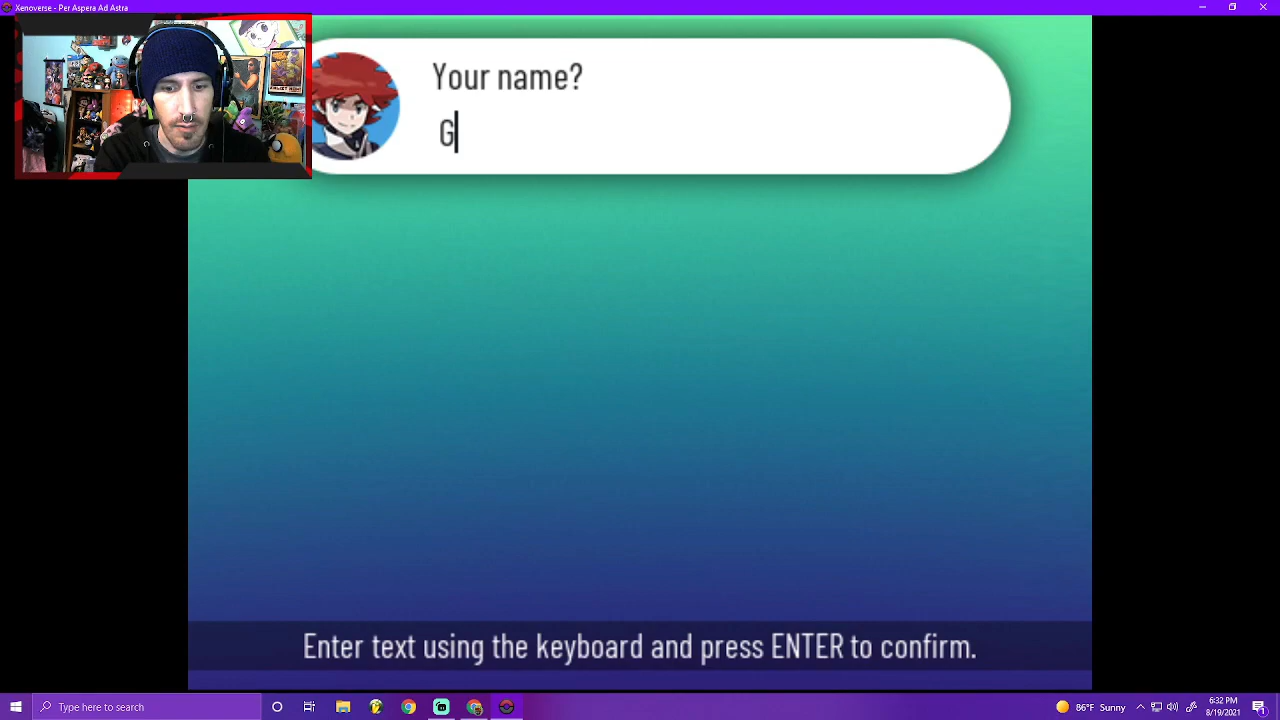 Xenoverse - Per Aspera Ad Astra
Your name?
G
Enter text using the keyboard and press ENTER to confirm.
Type here to search
86°F Sunny
6:32 PM
8/19/2021